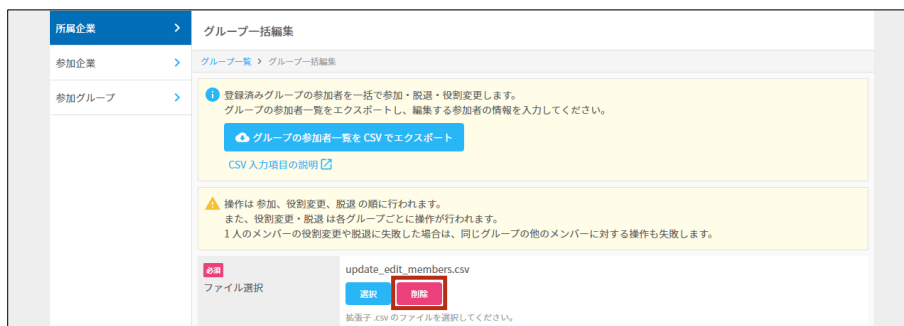 所属企業
グループ一括編集
参加企業
グループ一覧 > グループ一括編集
参加グループ
登録済みグループの参加者を一括で参加・脱退・役割変更します。
グループの参加者一覧をエクスポートし、編集する参加者の情報を入力してください。
グループの参加者一覧を CSV でエクスポート
CSV 入力項目の説明
操作は 参加、役割変更、脱退 の順に行われます。
また、役割変更・脱退 は各グループごとに操作が行われます。
1 人のメンバーの役割変更や脱退に失敗した場合は、同じグループの他のメンバーに対する操作も失敗します。
必須
ファイル選択
update_edit_members.csv
選択 削除
拡張子 .csv のファイルを選択してください。